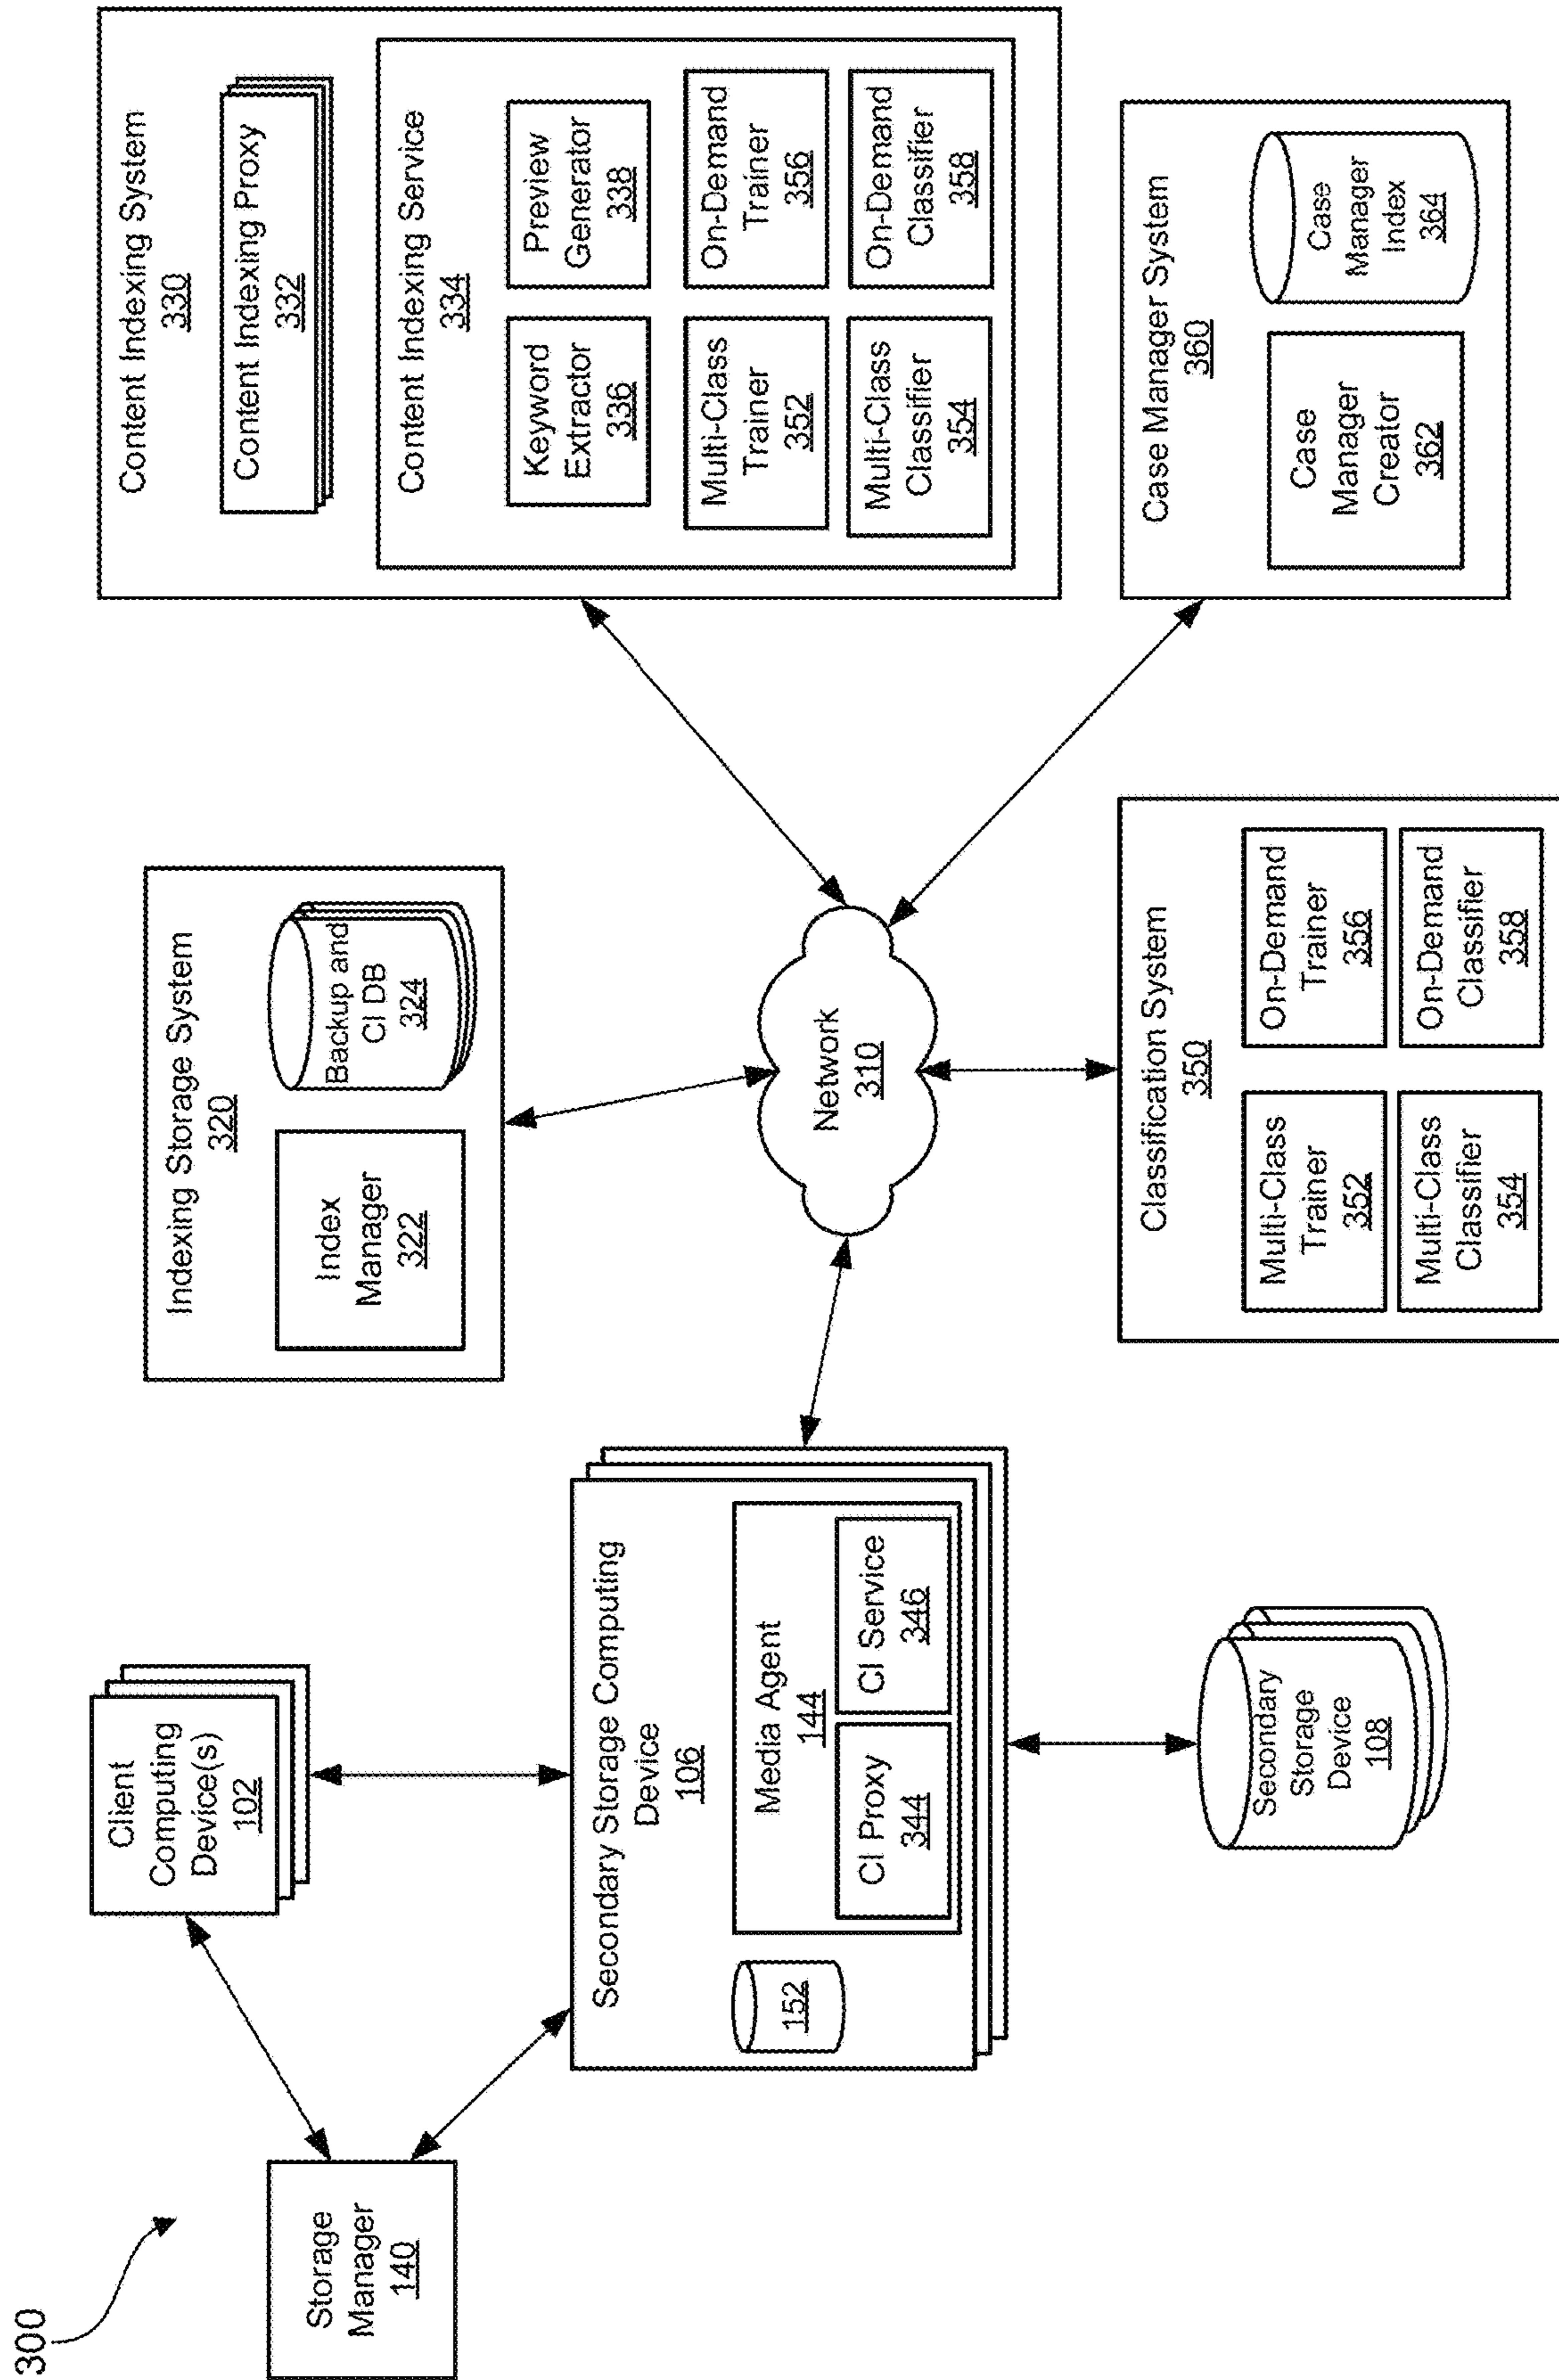 300
Storage
Manager
140
Client
Computing
Device(s)
102
Secondary Storage Computing
Device
106
152
Media Agent
144
CI Proxy
344
CI Service
346
Secondary
Storage
Device
108
Indexing Storage System
320
Index
Manager
322
Backup and
CI DB
324
Network
310
Classification System
350
Multi-Class
Trainer
352
On-Demand
Trainer
356
Multi-Class
Classifier
354
On-Demand
Classifier
358
Content Indexing System
330
Content Indexing Proxy
332
Content Indexing Service
334
Keyword
Extractor
336
Preview
Generator
338
Multi-Class
Trainer
352
On-Demand
Trainer
356
Multi-Class
Classifier
354
On-Demand
Classifier
358
Case Manager System
360
Case
Manager
Creator
362
Case
Manager
Index
364